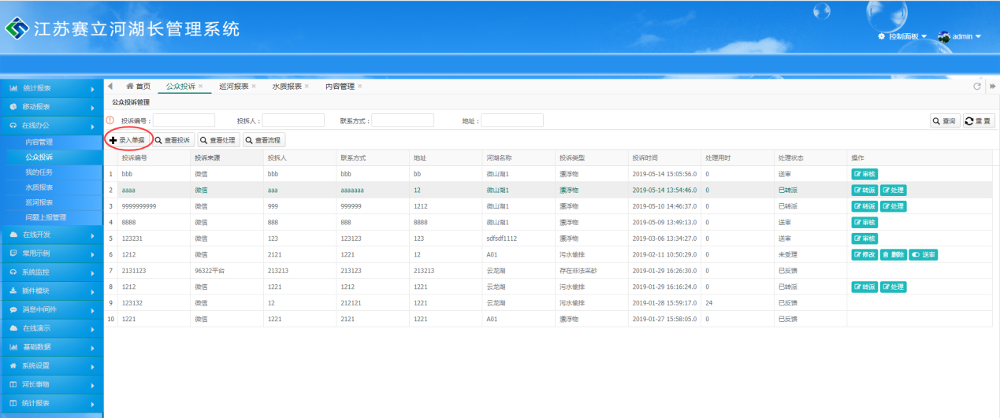 江苏赛立河湖长管理系统
控制面板 admin
首页 公众投诉 × 巡河报表 × 水质报表 × 内容管理 ×
统计报表
移动报表
在线办公
内容管理
公众投诉
我的任务
水质报表
巡河报表
问题上报管理
在线开发
常用示例
系统监控
插件模块
消息中间件
在线演示
基础数据
系统设置
河长事物
统计报表
公众投诉管理
投诉编号： 投拆人： 联系方式： 地址： 查询 重置
录入单据 查看投诉 查看处理 查看流程
投诉编号 投诉来源 投拆人 联系方式 地址 河湖名称 投诉类型 投诉时间 处理用时 处理状态 操作
1 bbb 微信 bbb bbb bb 微山湖1 漂浮物 2019-05-14 15:05:56.0 0 送审 审核
2 aaaa 微信 aaa aaaaaaa 12 微山湖1 漂浮物 2019-05-14 13:54:46.0 0 已转派 转派 处理
3 9999999999 微信 999 999999 1212 微山湖1 漂浮物 2019-05-10 14:46:37.0 0 已转派 转派 处理
4 8888 微信 888 888 8888 微山湖1 漂浮物 2019-05-09 13:49:13.0 0 送审 审核
5 123231 微信 123 123123 123 sdfsdf1112 漂浮物 2019-03-06 13:34:27.0 0 送审 审核
6 1212 微信 2121 1221 12 A01 污水偷排 2019-02-11 10:50:29.0 0 未受理 修改 删除 送审
7 2131123 96322平台 213213 213123 213213 云龙湖 存在非法采砂 2019-01-29 16:26:30.0 0 已反馈
8 1212 微信 1221 1212 1221 云龙湖 污水偷排 2019-01-29 16:16:24.0 0 已转派 转派 处理
9 123132 微信 12 212121 1221 云龙湖 污水偷排 2019-01-28 15:59:17.0 24 已反馈
10 1221 微信 1221 2121 1221 A01 漂浮物 2019-01-27 15:58:05.0 0 已反馈